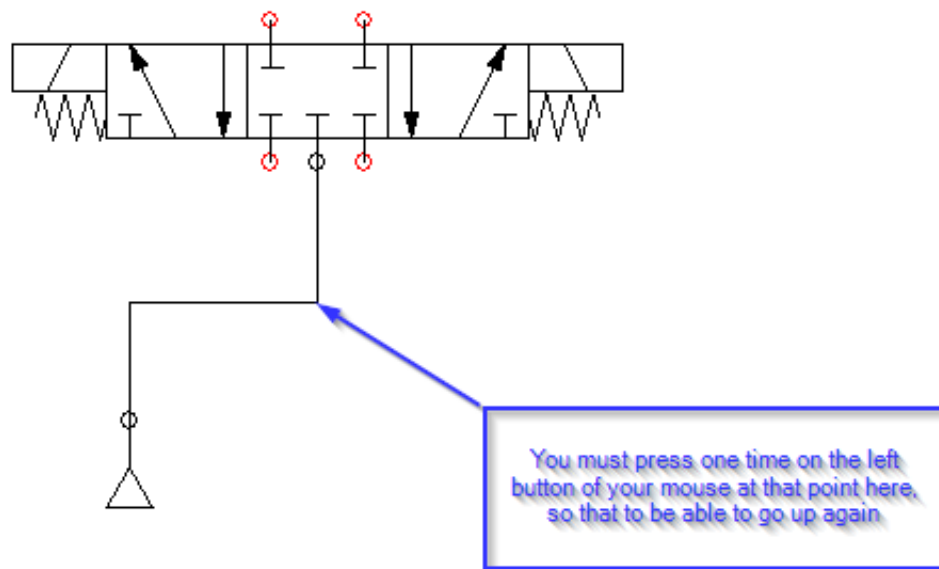 You must press one time on the left
button of your mouse at that point here,
so that to be able to go up again